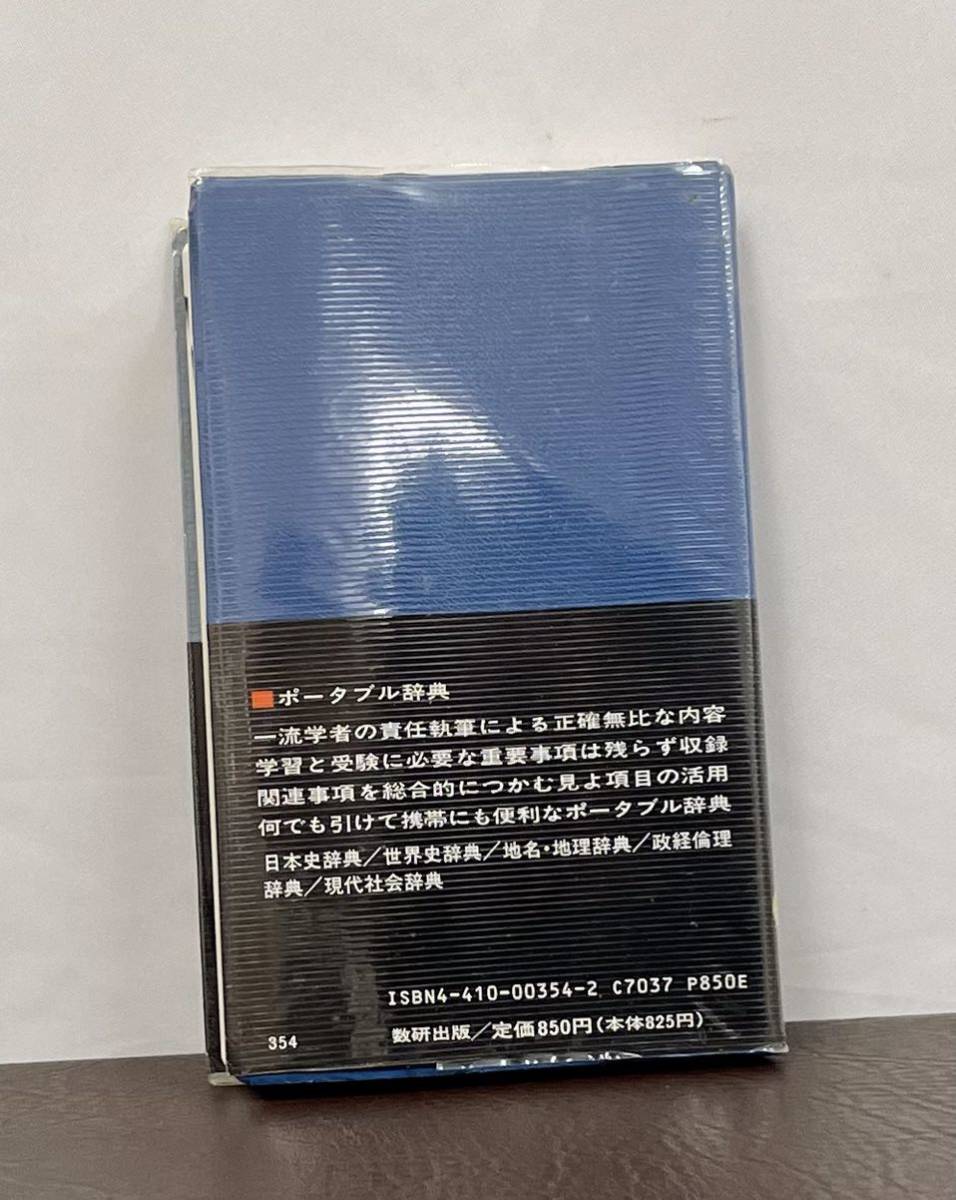 ■ポータブル辞典
一流学者の責任執筆による正確無比な内容
学習と受験に必要な重要事項は残らず収録
関連事項を総合的につかむ見よ項目の活用
何でも引けて携帯にも便利なポータブル辞典
日本史辞典／世界史辞典／地名・地理辞典／政経倫理
辞典／現代社会辞典
ISBN4-410-00354-2 C7037 P850E
354 数研出版／定価850円（本体825円）